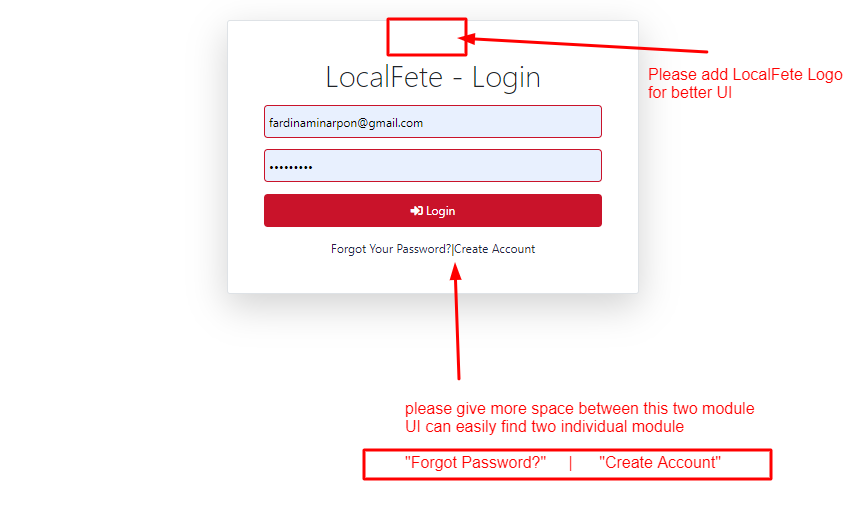 LocalFete - Login
Please add LocalFete Logo
for better UI
fardinaminarpon@gmail.com
•••••••••
Login
Forgot Your Password?|Create Account
please give more space between this two module
UI can easily find two individual module
"Forgot Password?" | "Create Account"